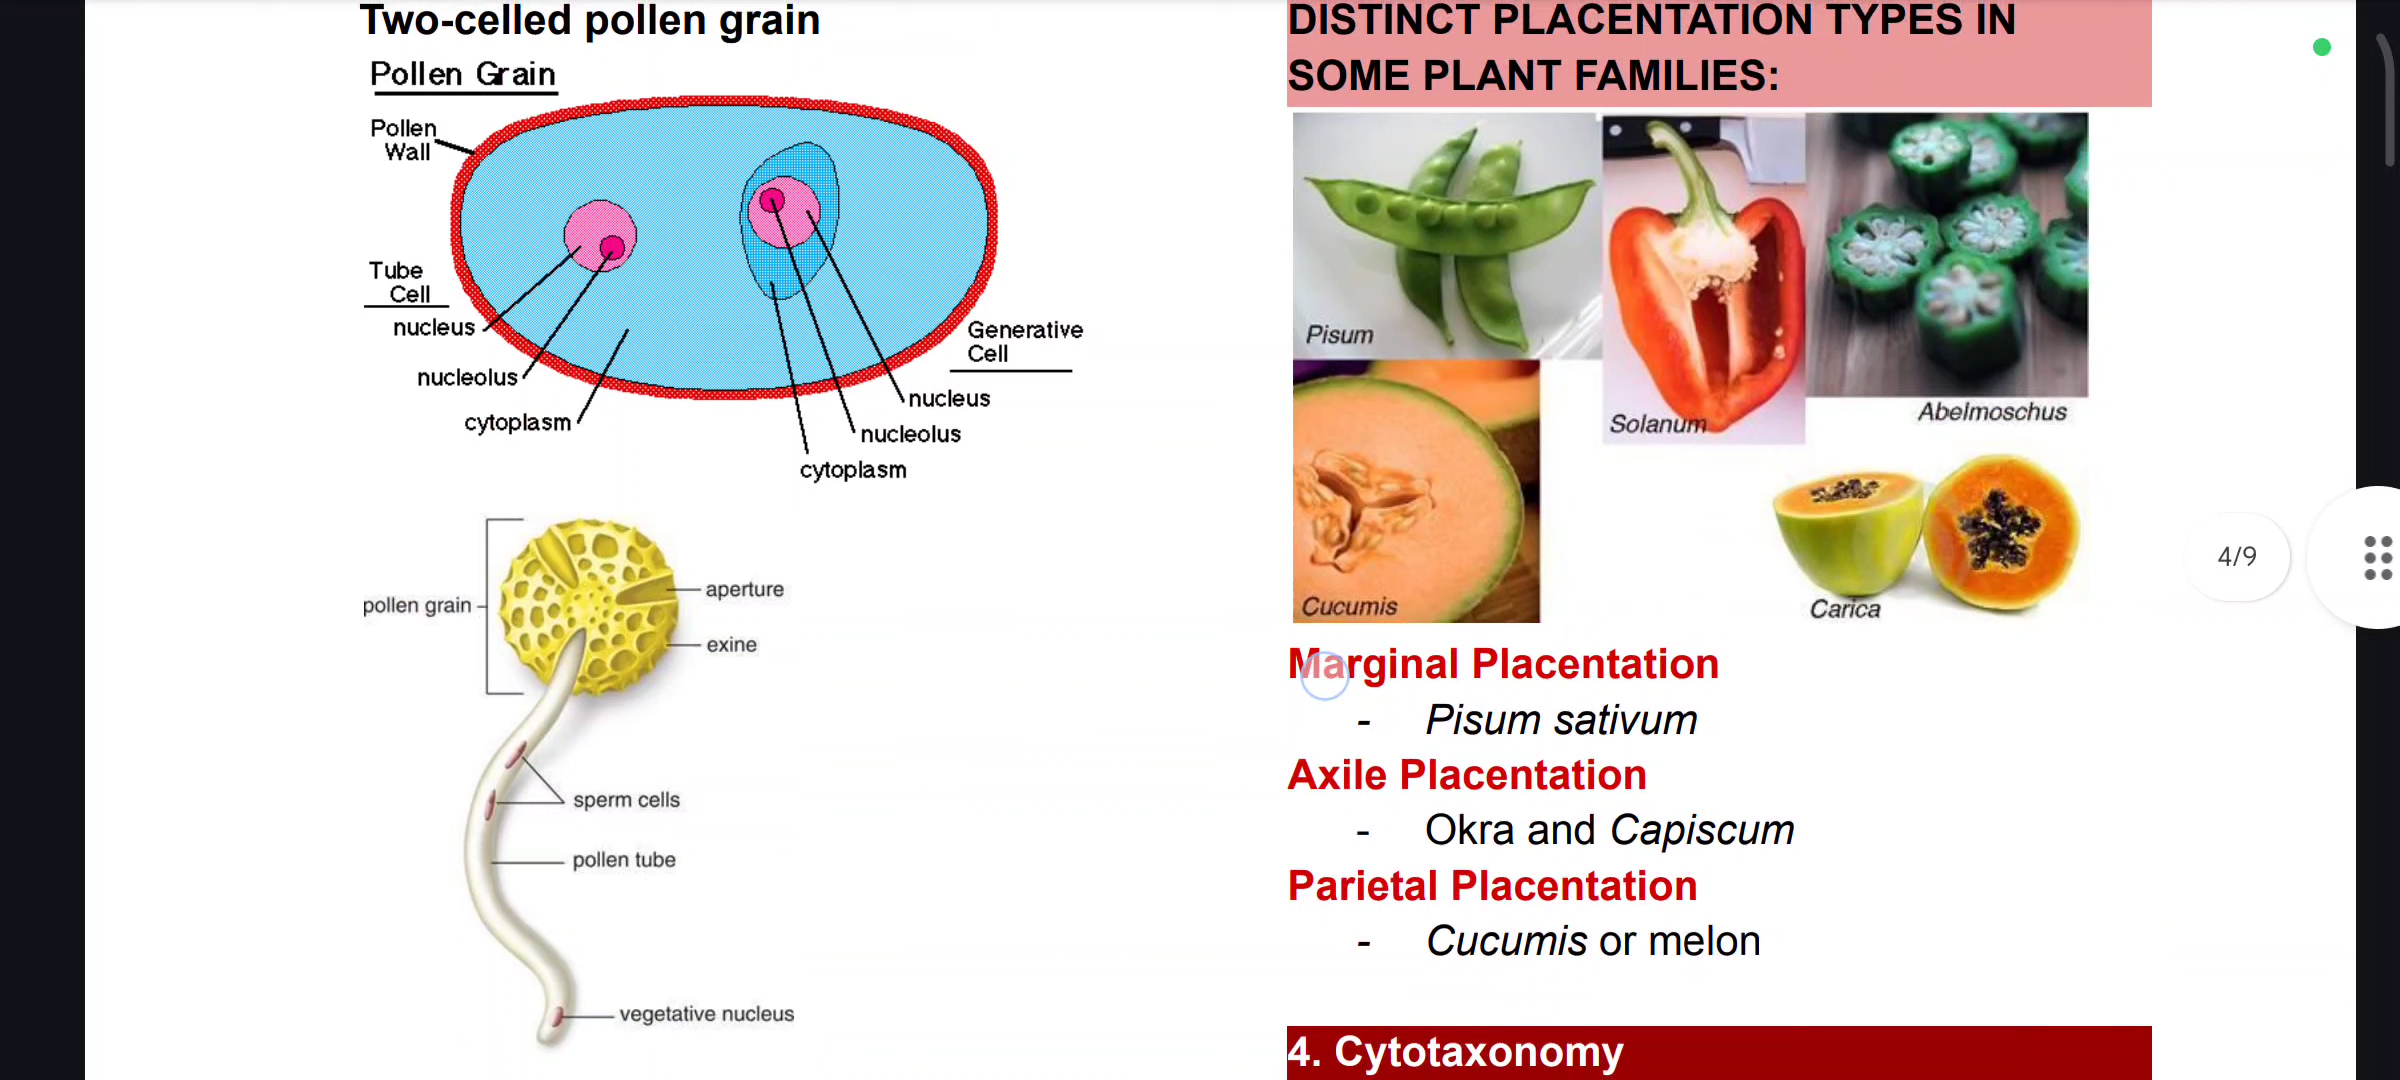 Two-celled pollen grain
Pollen Grain
Pollen
Wall
Tube
Cell
nucleus
nucleolus
cytoplasm
Generative
Cell
nucleus
nucleolus
cytoplasm
pollen grain
aperture
exine
sperm cells
pollen tube
vegetative nucleus
DISTINCT PLACENTATION TYPES IN
SOME PLANT FAMILIES:
Pisum
Solanum
Abelmoschus
Cucumis
Carica
Marginal Placentation
- Pisum sativum
Axile Placentation
- Okra and Capiscum
Parietal Placentation
- Cucumis or melon
4. Cytotaxonomy
4/9